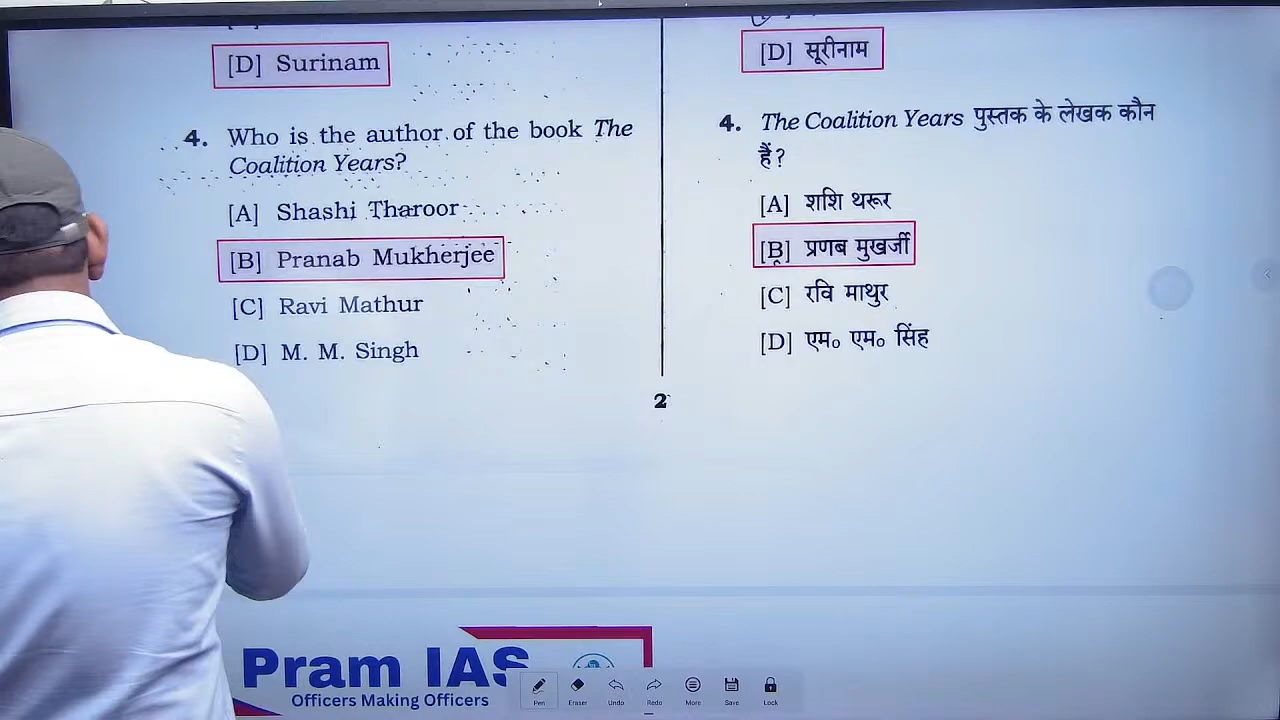 [D] Surinam
4. Who is the author of the book The
Coalition Years?
[A] Shashi Tharoor
[B] Pranab Mukherjee
[C] Ravi Mathur
[D] M. M. Singh
[D] सूरीनाम
4. The Coalition Years पुस्तक के लेखक कौन
हैं?
[A] शशि थरूर
[B] प्रणब मुखर्जी
[C] रवि माथुर
[D] एम० एम० सिंह
2
Pram IAS
Officers Making Officers
Pen Eraser Undo Redo More Save Lock